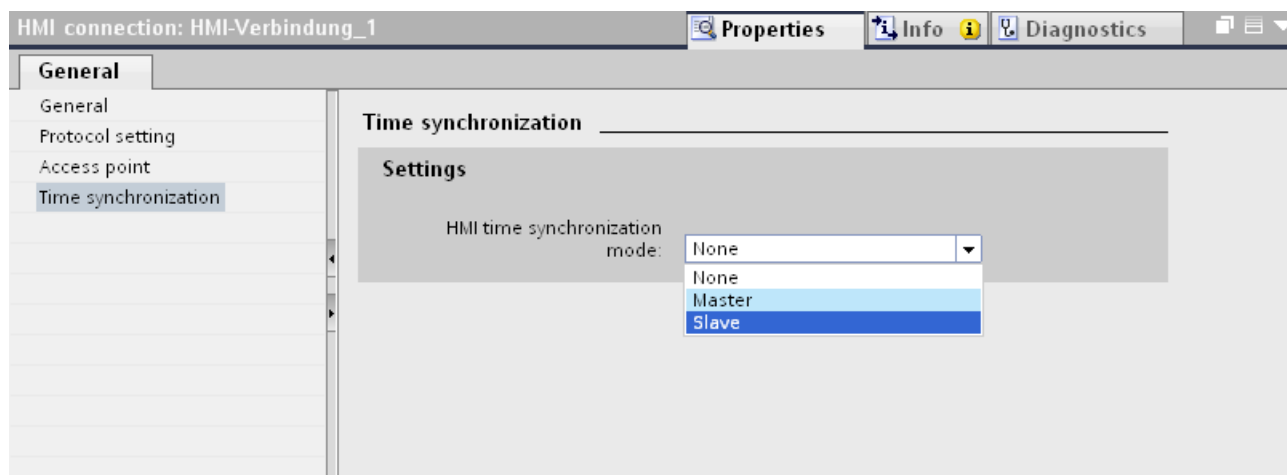 HMI connection: HMI-Verbindung_1
Properties
Info
Diagnostics
General
General
Protocol setting
Access point
Time synchronization
Time synchronization
Settings
HMI time synchronization
mode:
None
None
Master
Slave